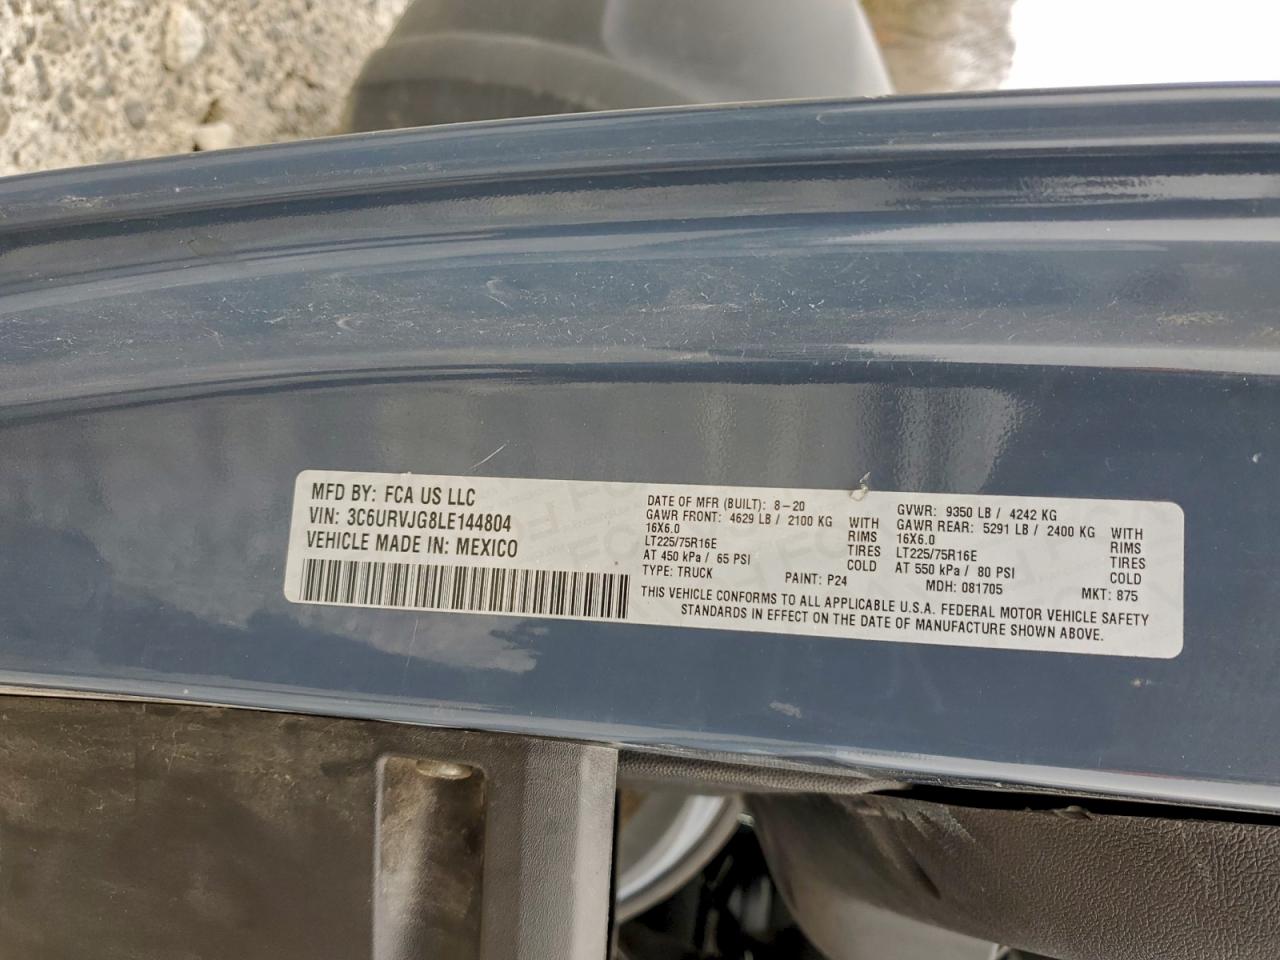 MFD BY: FCA US LLC
VIN: 3C6URVJG8LE144804
VEHICLE MADE IN: MEXICO
DATE OF MFR (BUILT): 8-20
GAWR FRONT: 4629 LB / 2100 KG WITH
16X6.0 RIMS
LT225/75R16E TIRES
AT 450 kPa / 65 PSI COLD
TYPE: TRUCK PAINT: P24
GVWR: 9350 LB / 4242 KG
GAWR REAR: 5291 LB / 2400 KG WITH
16X6.0 RIMS
LT225/75R16E TIRES
AT 550 kPa / 80 PSI COLD
MDH: 081705 MKT: 875
THIS VEHICLE CONFORMS TO ALL APPLICABLE U.S.A. FEDERAL MOTOR VEHICLE SAFETY
STANDARDS IN EFFECT ON THE DATE OF MANUFACTURE SHOWN ABOVE.